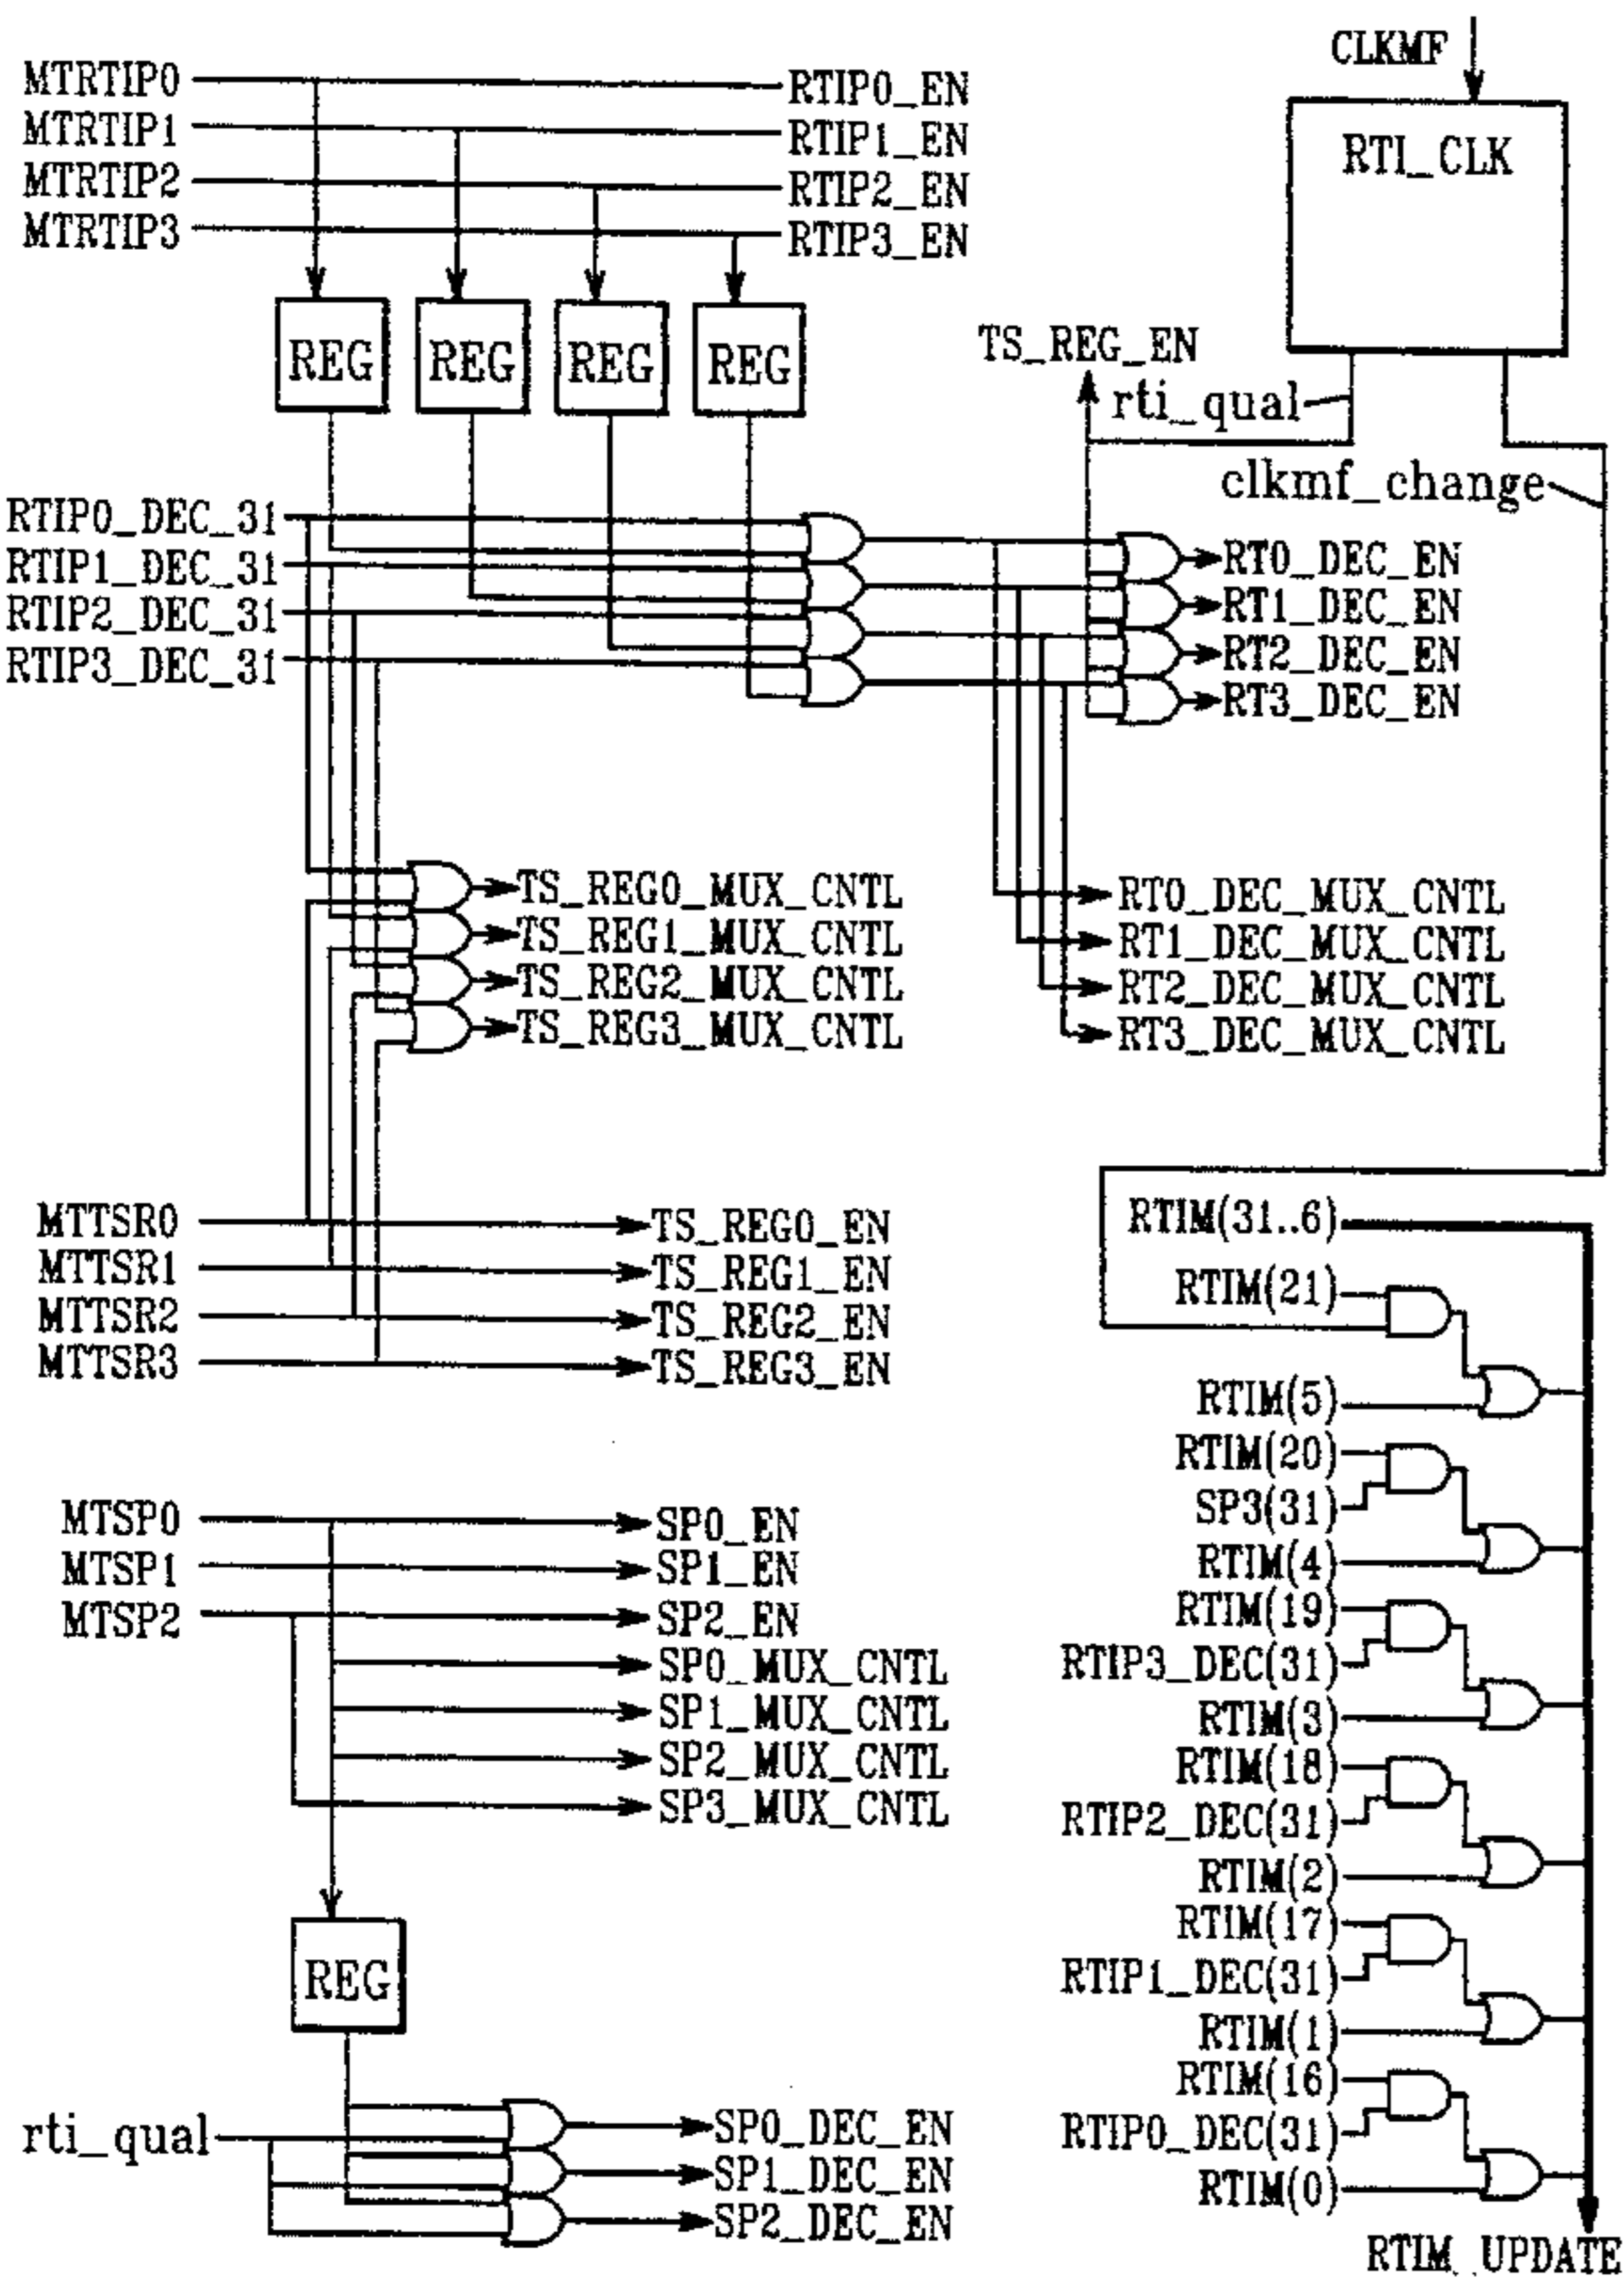 CLKMF
MTRTIP0
RTIP0_EN
MTRTIP1
RTIP1_EN
MTRTIP2
RTIP2_EN
MTRTIP3
RTIP3_EN
RTI_CLK
REG
REG
REG
REG
TS_REG_EN
rti_qual
clkmf_change
RTIP0_DEC_31
RTIP1_DEC_31
RTIP2_DEC_31
RTIP3_DEC_31
RT0_DEC_EN
RT1_DEC_EN
RT2_DEC_EN
RT3_DEC_EN
TS_REG0_MUX_CNTL
TS_REG1_MUX_CNTL
TS_REG2_MUX_CNTL
TS_REG3_MUX_CNTL
RT0_DEC_MUX_CNTL
RT1_DEC_MUX_CNTL
RT2_DEC_MUX_CNTL
RT3_DEC_MUX_CNTL
MTTSR0
TS_REG0_EN
MTTSR1
TS_REG1_EN
MTTSR2
TS_REG2_EN
MTTSR3
TS_REG3_EN
MTSP0
SP0_EN
MTSP1
SP1_EN
MTSP2
SP2_EN
SP0_MUX_CNTL
SP1_MUX_CNTL
SP2_MUX_CNTL
SP3_MUX_CNTL
REG
rti_qual
SP0_DEC_EN
SP1_DEC_EN
SP2_DEC_EN
RTIM(31..6)
RTIM(21)
RTIM(5)
RTIM(20)
SP3(31)
RTIM(4)
RTIM(19)
RTIP3_DEC(31)
RTIM(3)
RTIM(18)
RTIP2_DEC(31)
RTIM(2)
RTIM(17)
RTIP1_DEC(31)
RTIM(1)
RTIM(16)
RTIP0_DEC(31)
RTIM(0)
RTIM_UPDATE